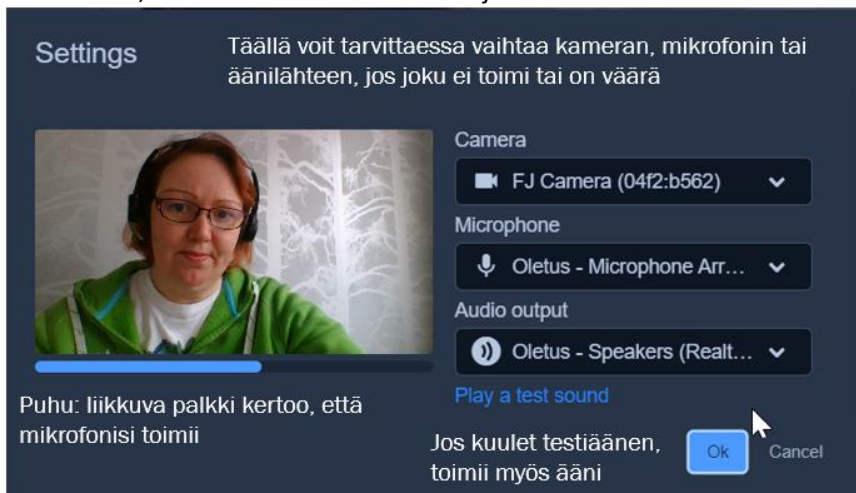 Settings
Täällä voit tarvittaessa vaihtaa kameran, mikrofonin tai
äänilähteen, jos joku ei toimi tai on väärä
Camera
FJ Camera (04f2:b562)
Microphone
Oletus - Microphone Arr...
Audio output
Oletus - Speakers (Realt...
Play a test sound
Puhu: liikkuva palkki kertoo, että
mikrofonisi toimii
Jos kuulet testiäänen,
toimii myös ääni
Ok
Cancel